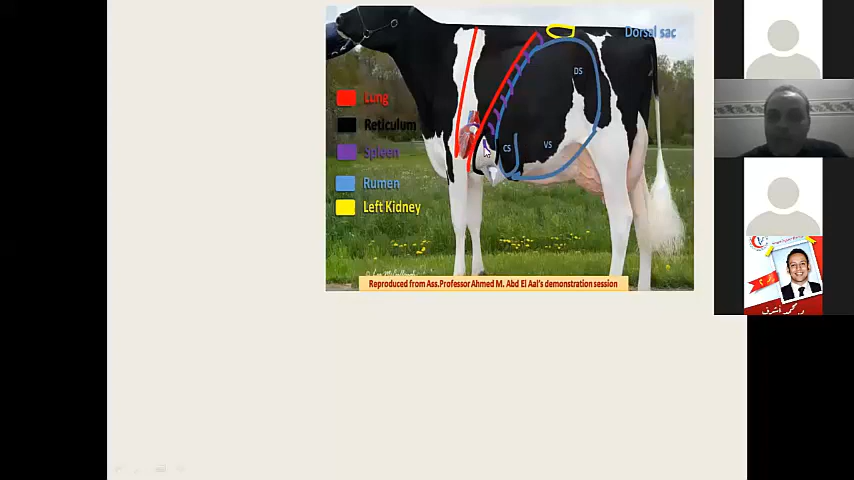 Dorsal sac
DS
Lung
Reticulum
Spleen
Rumen
Left Kidney
CS
VS
Reproduced from Ass.Professor Ahmed M. Abd El Aal's demonstration session